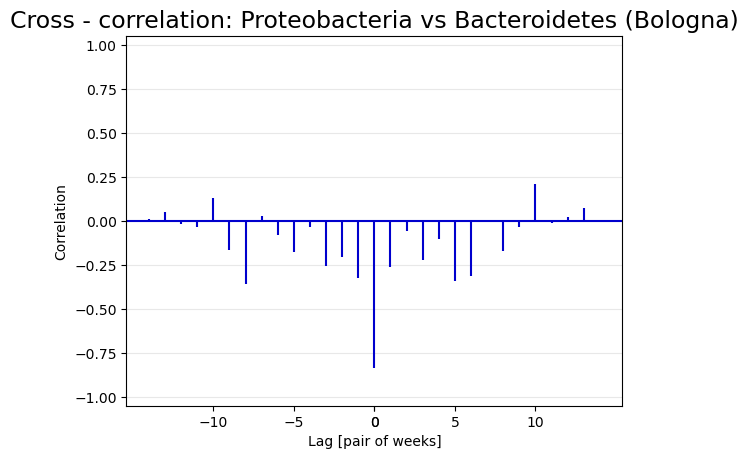 Cross - correlation: Proteobacteria vs Bacteroidetes (Bologna)
1.00
0.75
0.50
0.25
0.00
−0.25
−0.50
−0.75
−1.00
Correlation
−10 −5 0 5 10
Lag [pair of weeks]